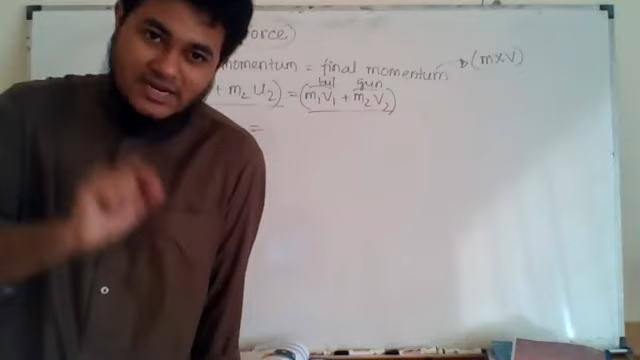 orce)
momentum = final momentum → (m×V)
bul gun
+ m₂ U₂) = (m₁V₁ + m₂V₂)
=